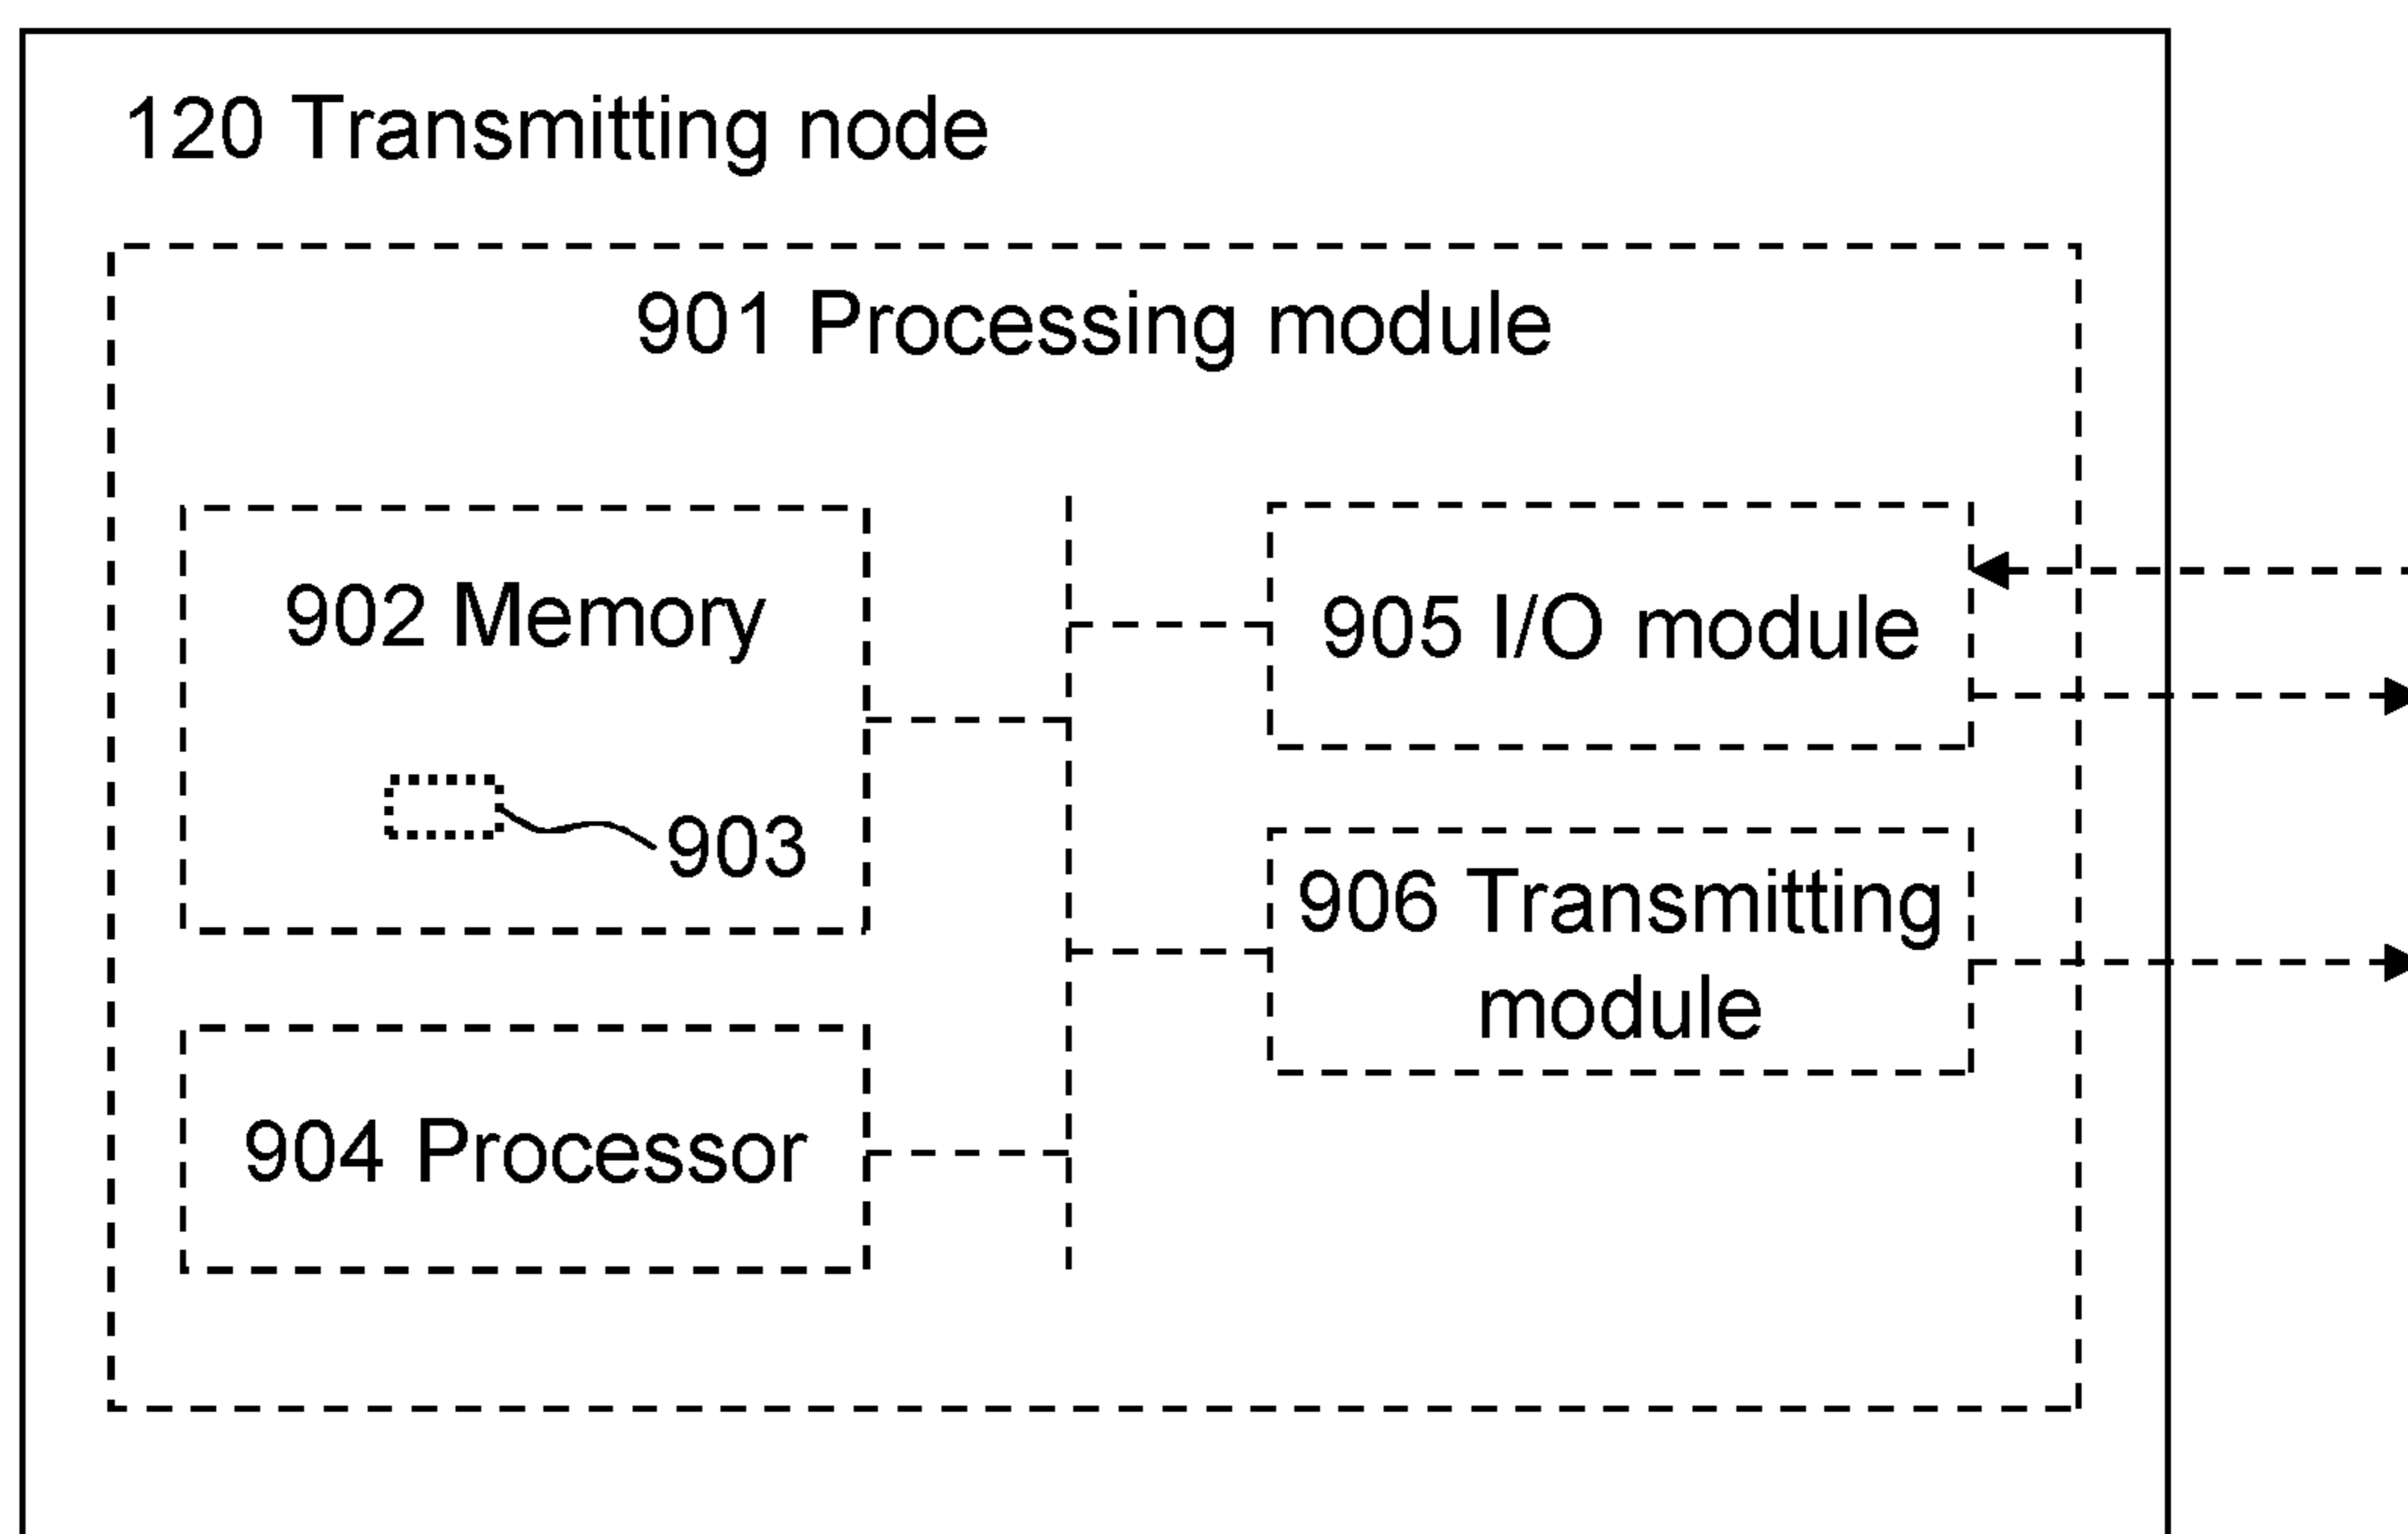 120 Transmitting node
901 Processing module
902 Memory
903
904 Processor
905 I/O module
906 Transmitting
module